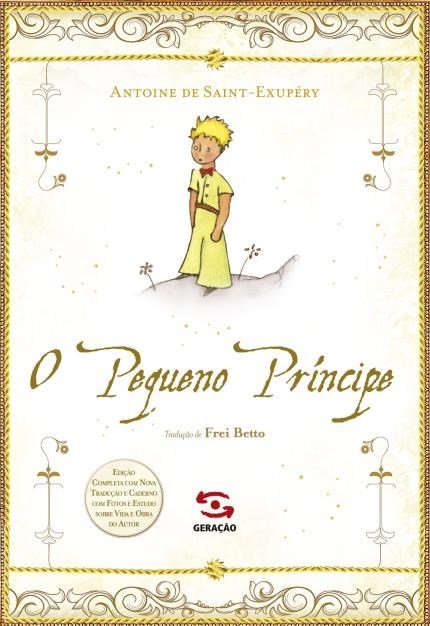 Antoine de Saint-Exupéry
O Pequeno Príncipe
Tradução de Frei Betto
Edição
Completa com Nova
Tradução e Caderno
com Fotos e Estudo
sobre Vida e Obra
do Autor
GERAÇÃO